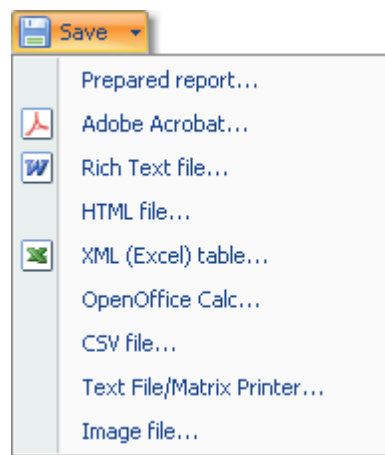 Save
Prepared report...
Adobe Acrobat...
Rich Text file...
HTML file...
XML (Excel) table...
OpenOffice Calc...
CSV file...
Text File/Matrix Printer...
Image file...